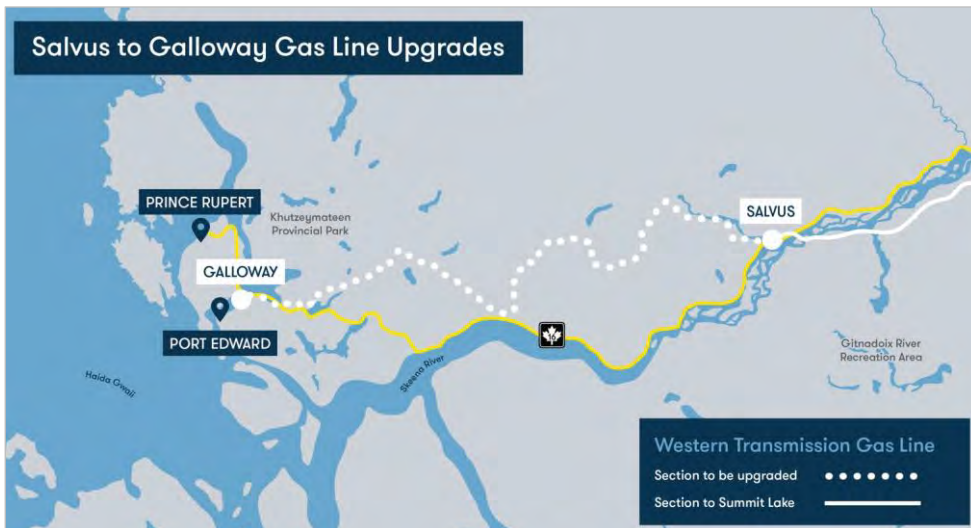 Salvus to Galloway Gas Line Upgrades
PRINCE RUPERT
Khutzeymateen
Provincial Park
SALVUS
GALLOWAY
PORT EDWARD
16
Gitnadoix River
Recreation Area
Skeena River
Haida Gwaii
Western Transmission Gas Line
Section to be upgraded
Section to Summit Lake